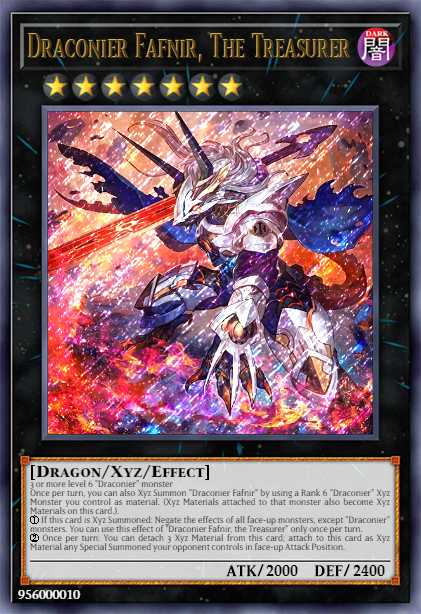 Draconier Fafnir, The Treasurer
DARK
闇
[Dragon/Xyz/Effect]
3 or more level 6 "Draconier" monster
Once per turn, you can also Xyz Summon "Draconier Fafnir" by using a Rank 6 "Draconier" Xyz
Monster you control as material. (Xyz Materials attached to that monster also become Xyz
Materials on this card.).
① If this card is Xyz Summoned: Negate the effects of all face-up monsters, except "Draconier"
monsters. You can use this effect of "Draconier Fafnir, the Treasurer" only once per turn.
② Once per turn: You can detach 3 Xyz Material from this card; attach to this card as Xyz
Material any Special Summoned your opponent controls in face-up Attack Position.
ATK/2000 DEF/2400
956000010